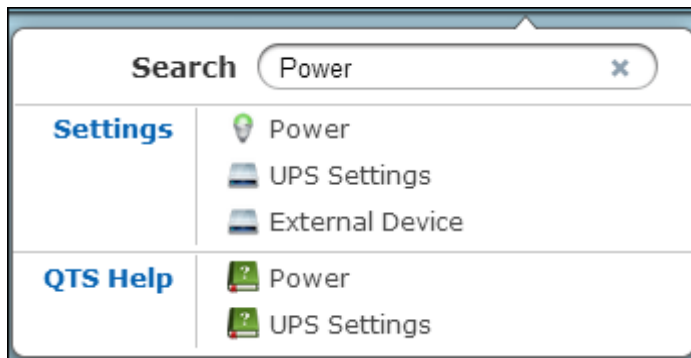 Search Power
Settings Power
UPS Settings
External Device
QTS Help Power
UPS Settings